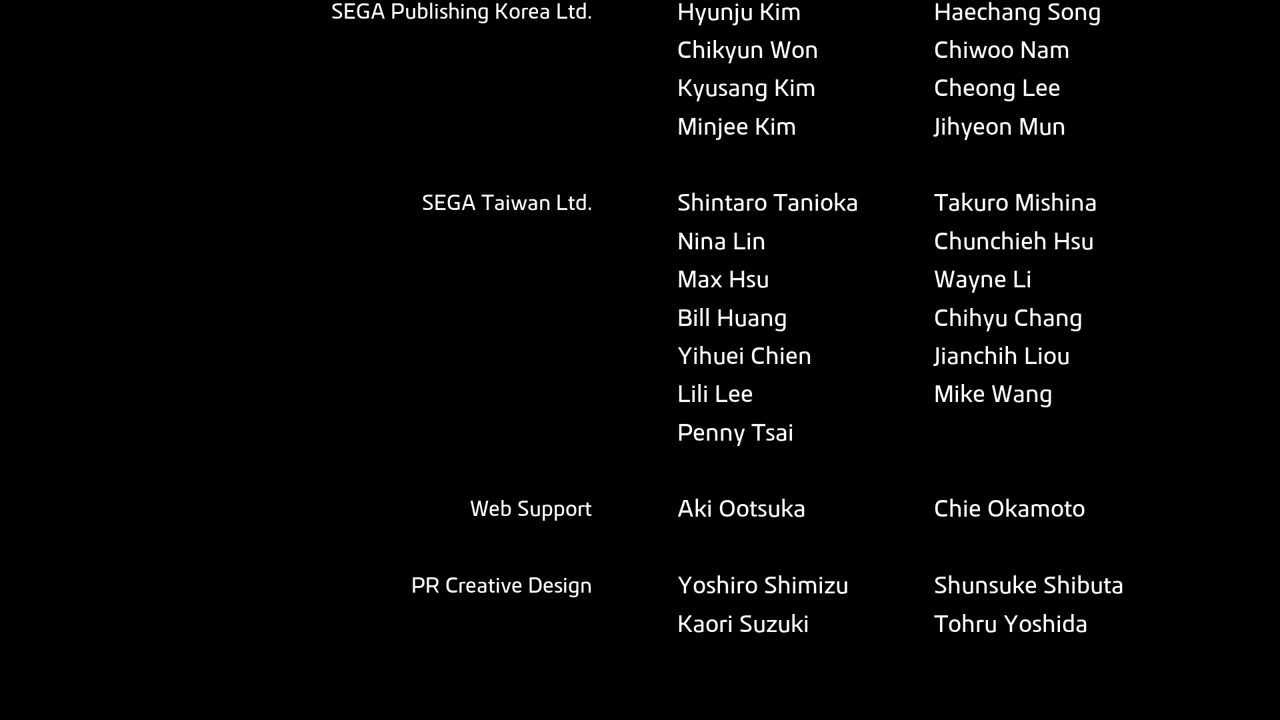 SEGA Publishing Korea Ltd. Hyunju Kim Haechang Song
Chikyun Won Chiwoo Nam
Kyusang Kim Cheong Lee
Minjee Kim Jihyeon Mun
SEGA Taiwan Ltd. Shintaro Tanioka Takuro Mishina
Nina Lin Chunchieh Hsu
Max Hsu Wayne Li
Bill Huang Chihyu Chang
Yihuei Chien Jianchih Liou
Lili Lee Mike Wang
Penny Tsai
Web Support Aki Ootsuka Chie Okamoto
PR Creative Design Yoshiro Shimizu Shunsuke Shibuta
Kaori Suzuki Tohru Yoshida